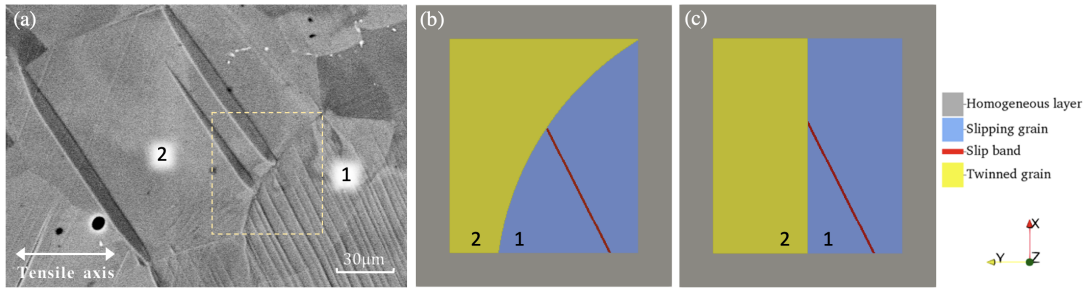 (a)
2
1
Tensile axis
30μm
(b)
2
1
(c)
2
1
Homogeneous layer
Slipping grain
Slip band
Twinned grain
X
Y
Z